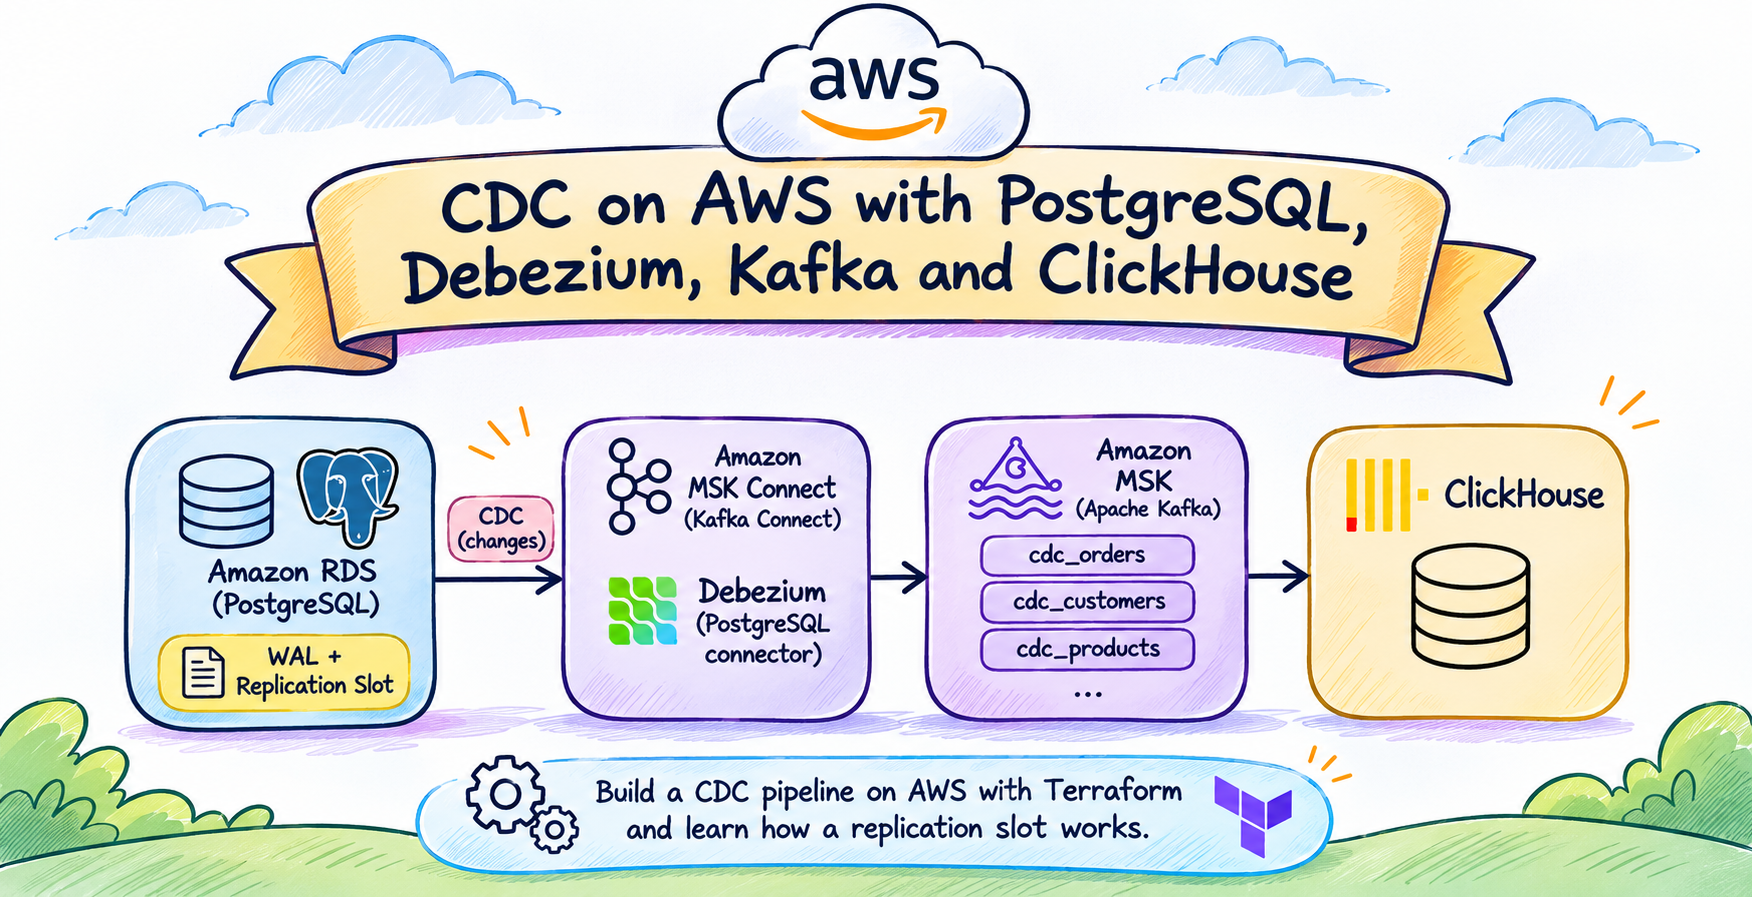 aws
CDC on AWS with PostgreSQL,
Debezium, Kafka and ClickHouse
Amazon RDS
(PostgreSQL)
WAL +
Replication Slot
CDC
(changes)
Amazon
MSK Connect
(Kafka Connect)
Debezium
(PostgreSQL
connector)
Amazon
MSK
(Apache Kafka)
cdc_orders
cdc_customers
cdc_products
...
ClickHouse
Build a CDC pipeline on AWS with Terraform
and learn how a replication slot works.